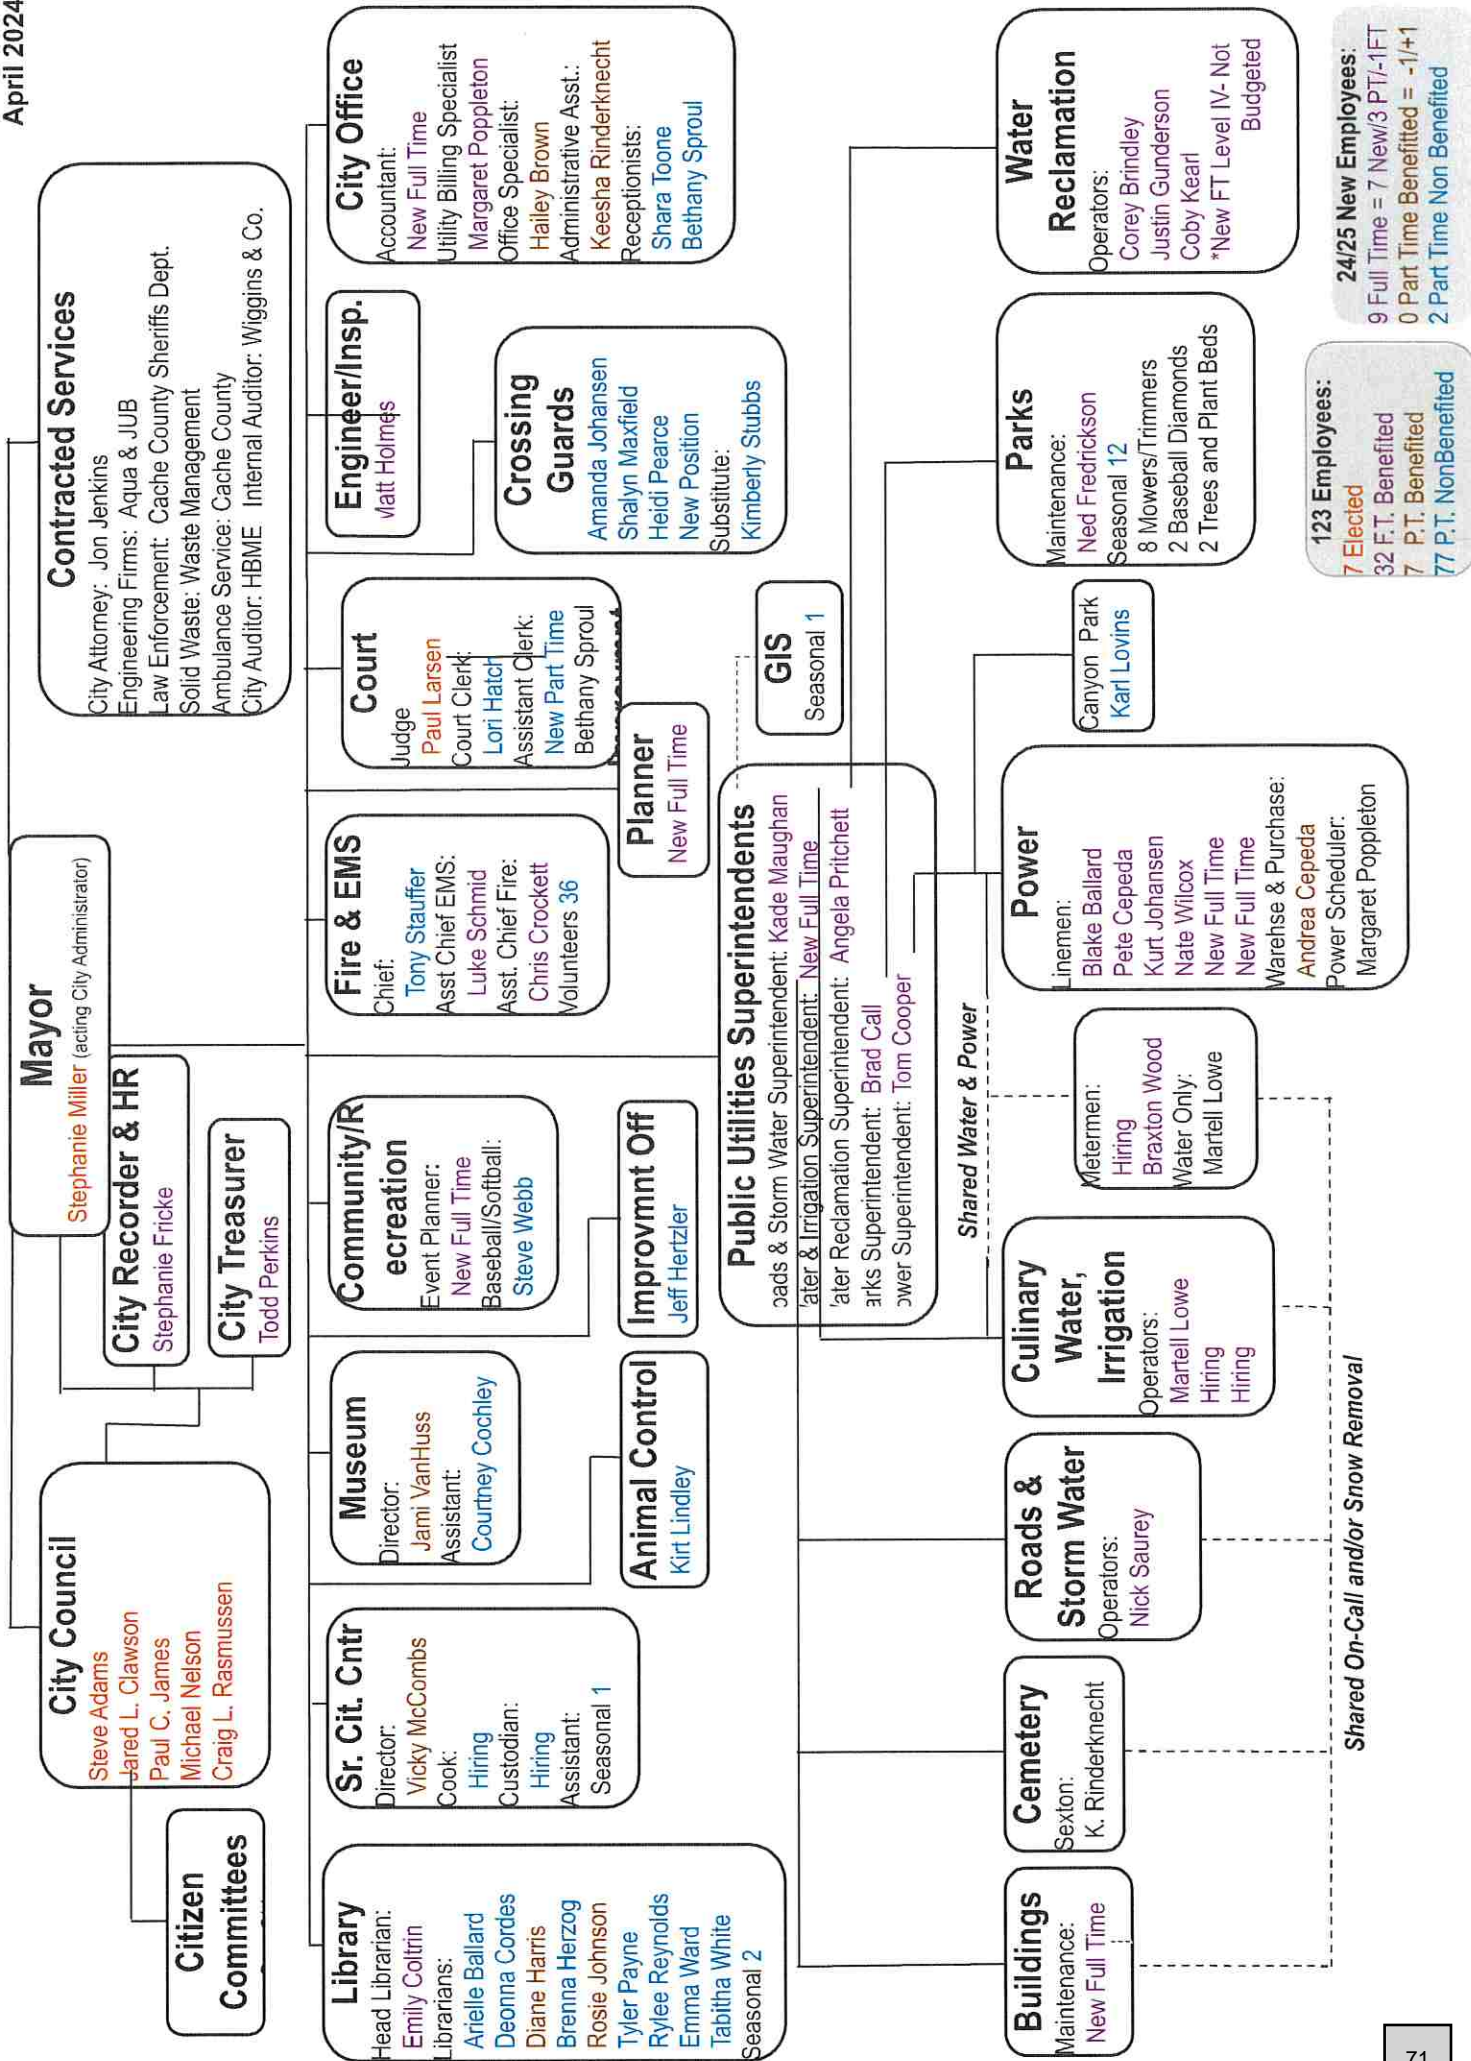 April 2024
Mayor
Stephanie Miller (acting City Administrator)
City Council
Steve Adams
Jared L. Clawson
Paul C. James
Michael Nelson
Craig L. Rasmussen
Citizen
Committees
City Recorder & HR
Stephanie Fricke
City Treasurer
Todd Perkins
Contracted Services
City Attorney: Jon Jenkins
Engineering Firms: Aqua & JUB
Law Enforcement: Cache County Sheriffs Dept.
Solid Waste: Waste Management
Ambulance Service: Cache County
City Auditor: HBME Internal Auditor: Wiggins & Co.
Library
Head Librarian:
Emily Coltrin
Librarians:
Arielle Ballard
Deonna Cordes
Diane Harris
Brenna Herzog
Rosie Johnson
Tyler Payne
Rylee Reynolds
Emma Ward
Tabitha White
Seasonal 2
Sr. Cit. Cntr
Director:
Vicky McCombs
Cook:
Hiring
Custodian:
Hiring
Assistant:
Seasonal 1
Museum
Director:
Jami VanHuss
Assistant:
Courtney Cochley
Animal Control
Kirt Lindley
Community/R
ecreation
Event Planner:
New Full Time
Baseball/Softball:
Steve Webb
Improvmnt Off
Jeff Hertzler
Fire & EMS
Chief:
Tony Stauffer
Asst Chief EMS:
Luke Schmid
Asst. Chief Fire:
Chris Crockett
Volunteers 36
Planner
New Full Time
Court
Judge
Paul Larsen
Court Clerk:
Lori Hatch
Assistant Clerk:
New Part Time
Bethany Sproul
Engineer/Insp.
Matt Holmes
Crossing
Guards
Amanda Johansen
Shalyn Maxfield
Heidi Pearce
New Position
Substitute:
Kimberly Stubbs
City Office
Accountant:
New Full Time
Utility Billing Specialist
Margaret Poppleton
Office Specialist:
Hailey Brown
Administrative Asst.:
Keesha Rinderknecht
Receptionists:
Shara Toone
Bethany Sproul
Public Utilities Superintendents
oads & Storm Water Superintendent: Kade Maughan
ater & Irrigation Superintendent: New Full Time
ater Reclamation Superintendent: Angela Pritchett
arks Superintendent: Brad Call
ower Superintendent: Tom Cooper
GIS
Seasonal 1
Shared Water & Power
Buildings
Maintenance:
New Full Time
Cemetery
Sexton:
K. Rinderknecht
Roads &
Storm Water
Operators:
Nick Saurey
Culinary
Water,
Irrigation
Operators:
Martell Lowe
Hiring
Hiring
Metermen:
Hiring
Braxton Wood
Water Only:
Martell Lowe
Power
Linemen:
Blake Ballard
Pete Cepeda
Kurt Johansen
Nate Wilcox
New Full Time
New Full Time
Warehse & Purchase:
Andrea Cepeda
Power Scheduler:
Margaret Poppleton
Canyon Park
Karl Lovins
Parks
Maintenance:
Ned Fredrickson
Seasonal 12
8 Mowers/Trimmers
2 Baseball Diamonds
2 Trees and Plant Beds
Water
Reclamation
Operators:
Corey Brindley
Justin Gunderson
Coby Kearl
*New FT Level IV- Not
Budgeted
Shared On-Call and/or Snow Removal
123 Employees:
7 Elected
32 F.T. Benefited
7 P.T. Benefited
77 P.T. NonBenefited
24/25 New Employees:
9 Full Time = 7 New/3 PT/-1FT
0 Part Time Benefitted = -1/+1
2 Part Time Non Benefited
71